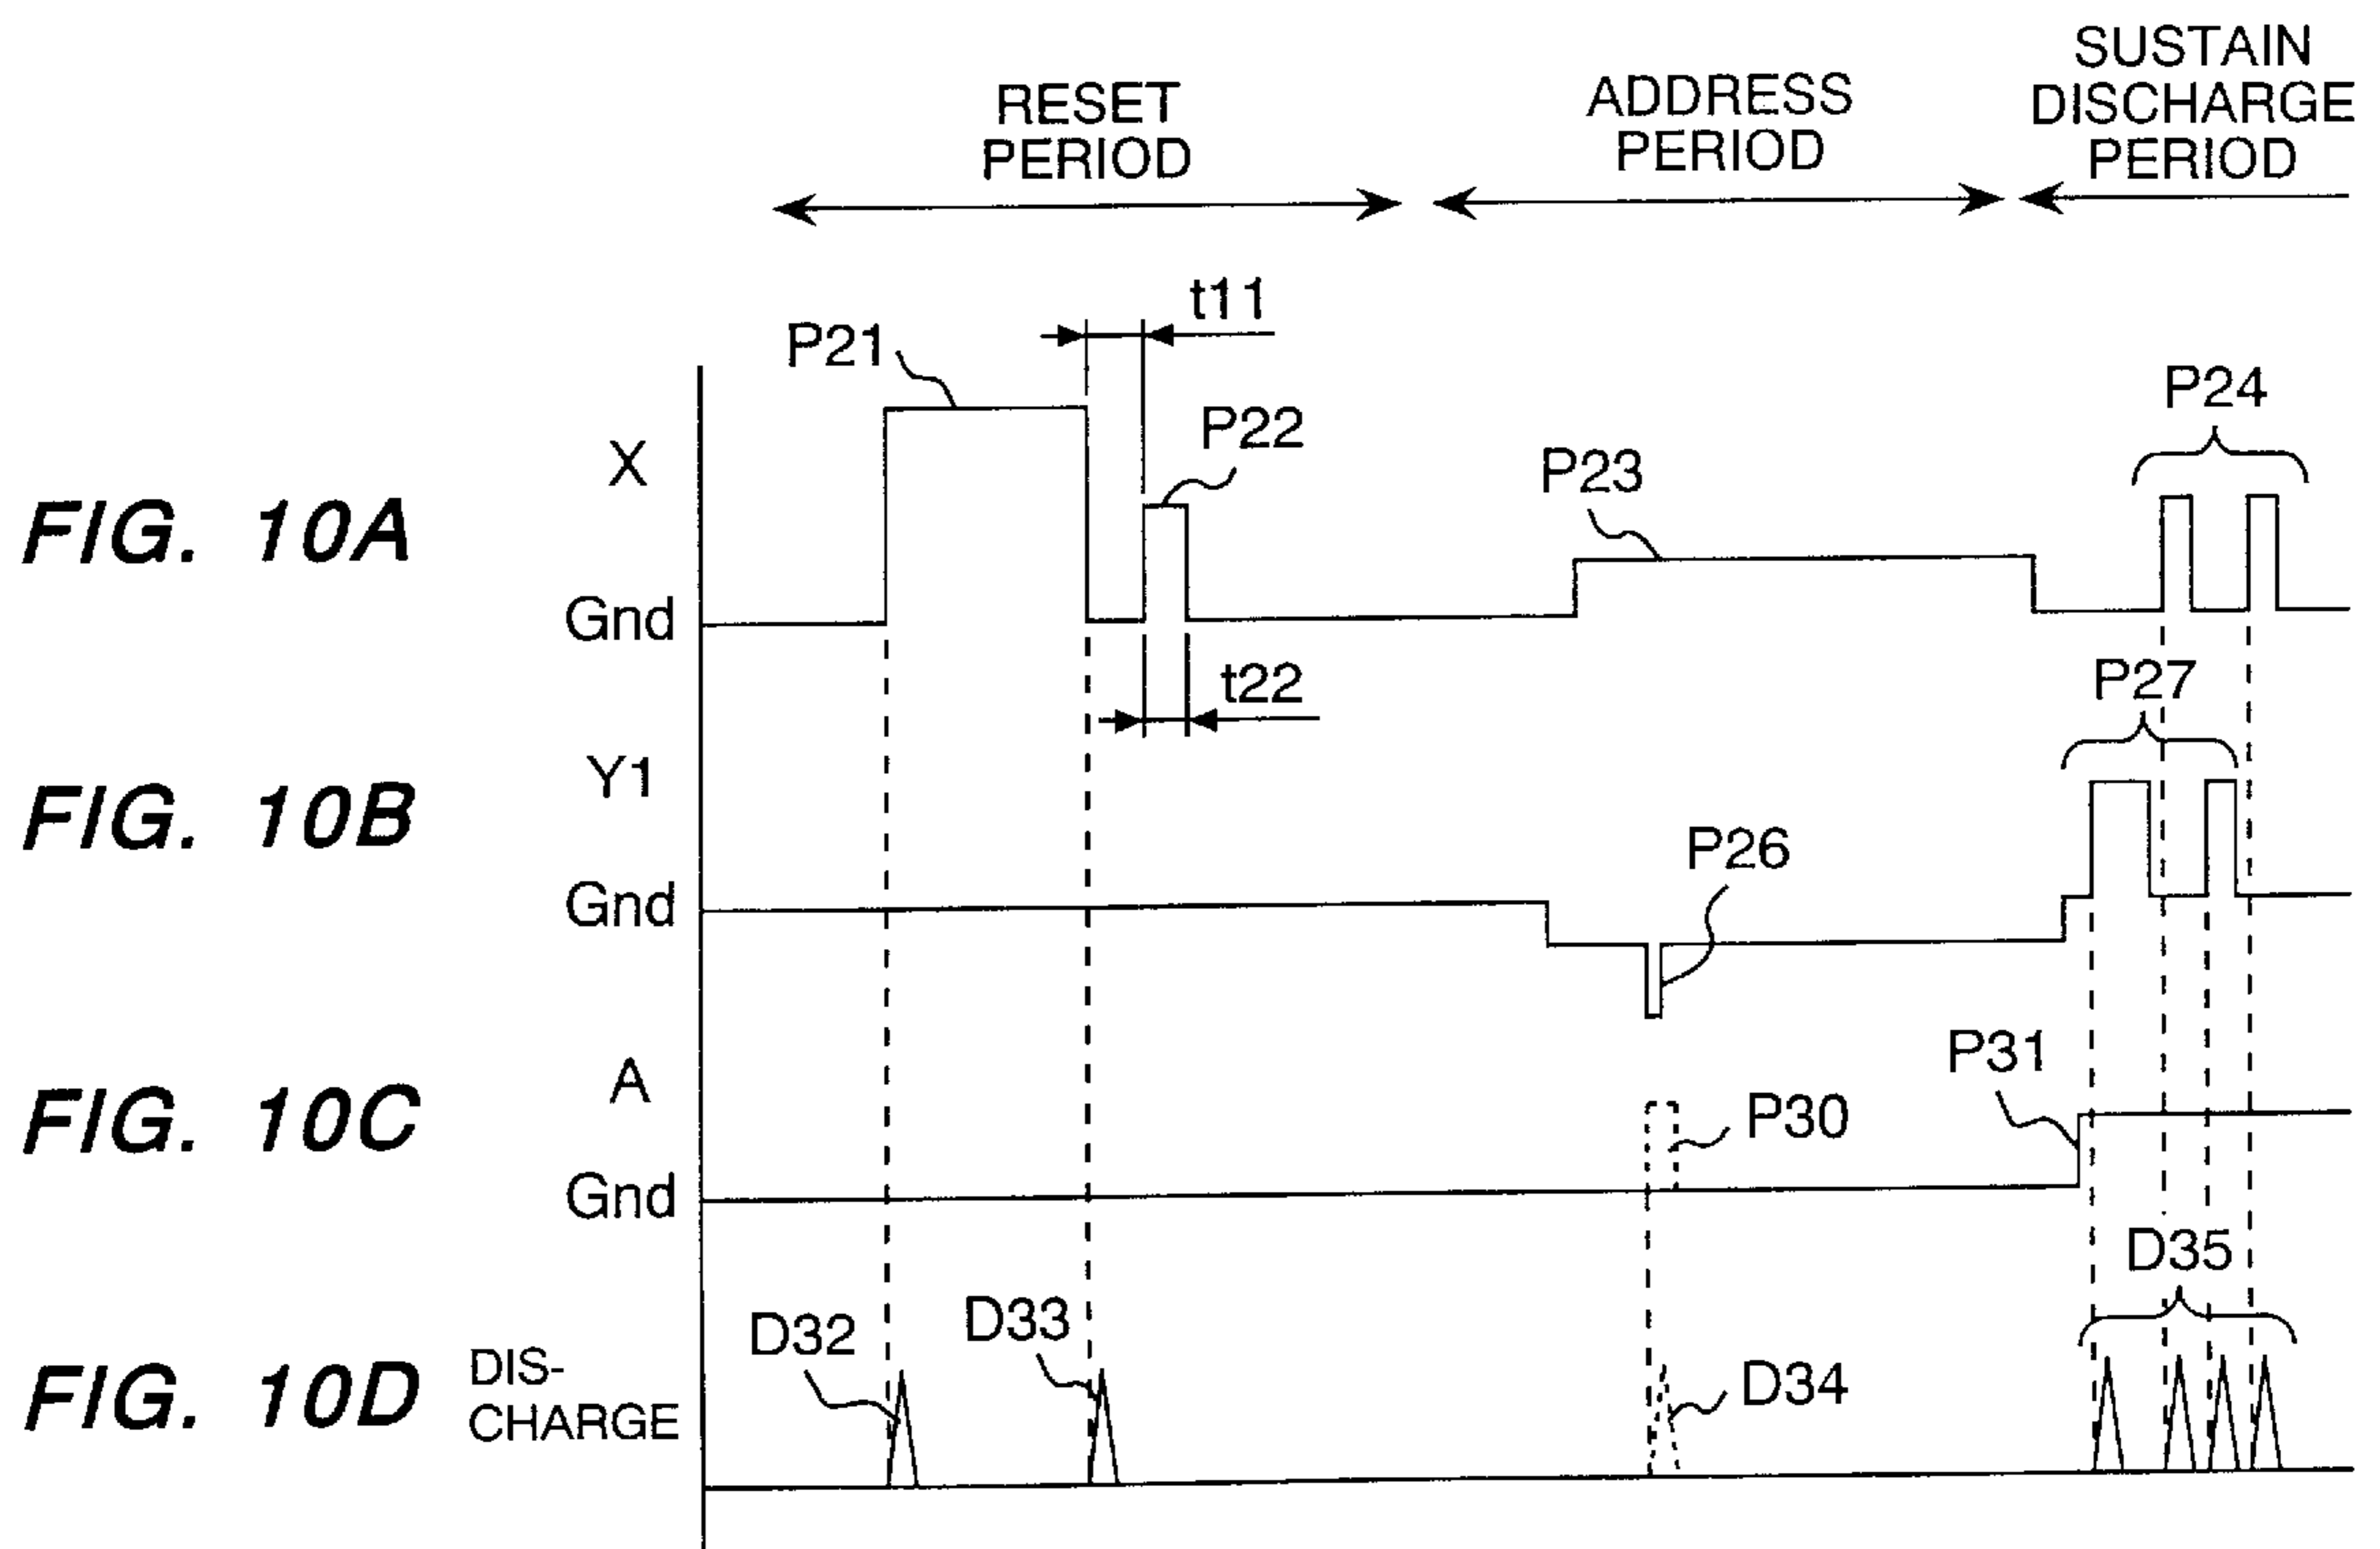 RESET
PERIOD
ADDRESS
PERIOD
SUSTAIN
DISCHARGE
PERIOD
t11
P21
P22
P23
P24
X
FIG. 10A
Gnd
t22
P27
Y1
FIG. 10B
P26
Gnd
P31
A
FIG. 10C
P30
Gnd
D35
D32
D33
D34
FIG. 10D
DIS-
CHARGE